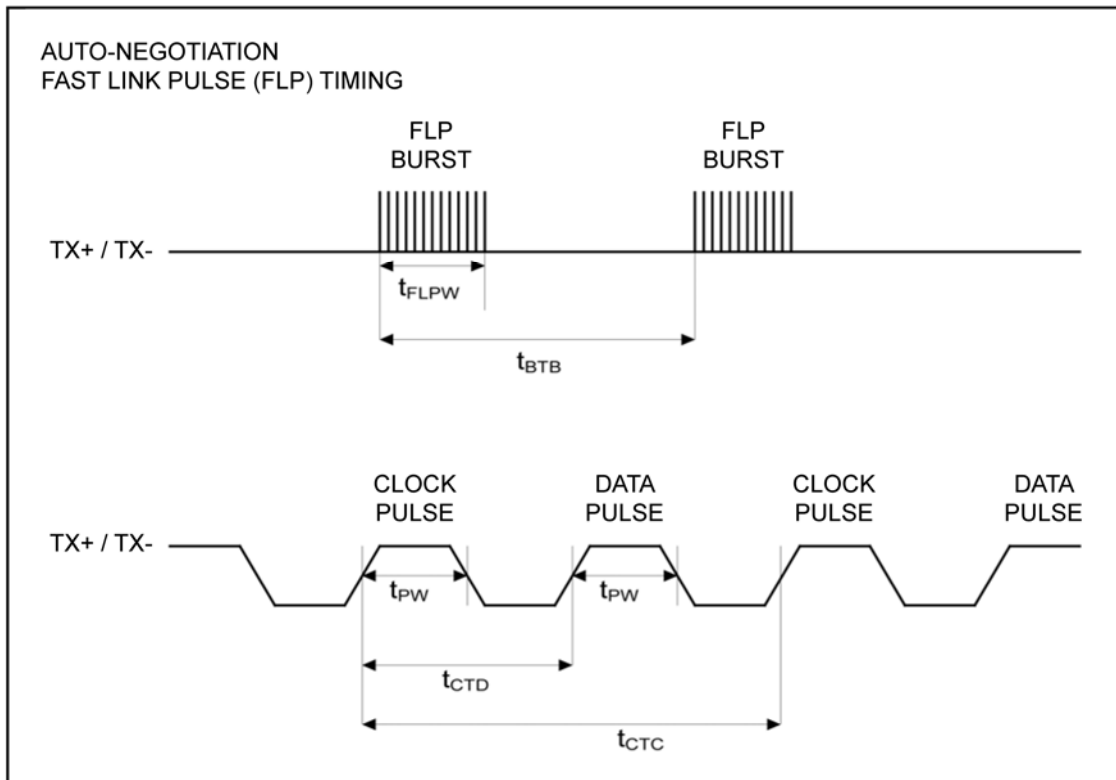 AUTO-NEGOTIATION
FAST LINK PULSE (FLP) TIMING
FLP
BURST
FLP
BURST
TX+ / TX-
tFLPW
tBTB
CLOCK
PULSE
DATA
PULSE
CLOCK
PULSE
DATA
PULSE
TX+ / TX-
tPW
tPW
tCTD
tCTC